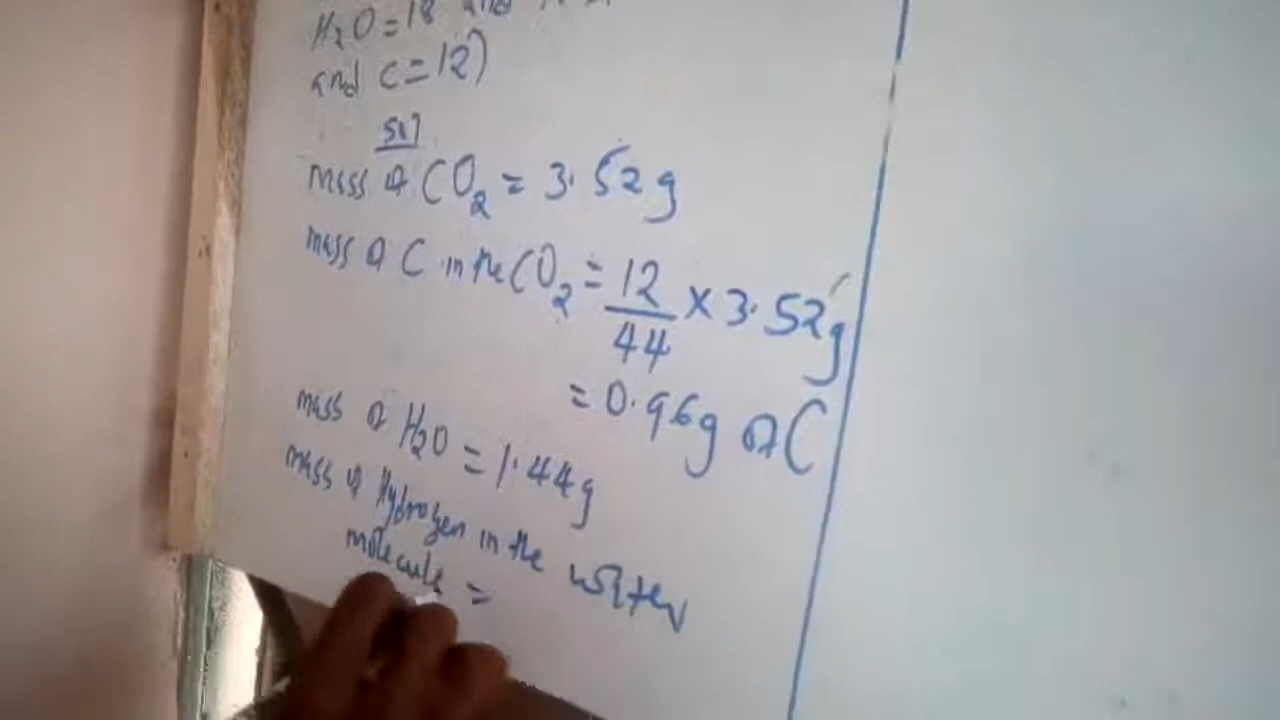 H₂O = 18 and
and C = 12)
Sol
mass of CO₂ = 3.52g
mass of C in the CO₂ = 12/44 × 3.52g
= 0.96g of C
mass of H₂O = 1.44g
mass of Hydrogen in the water
molecule =